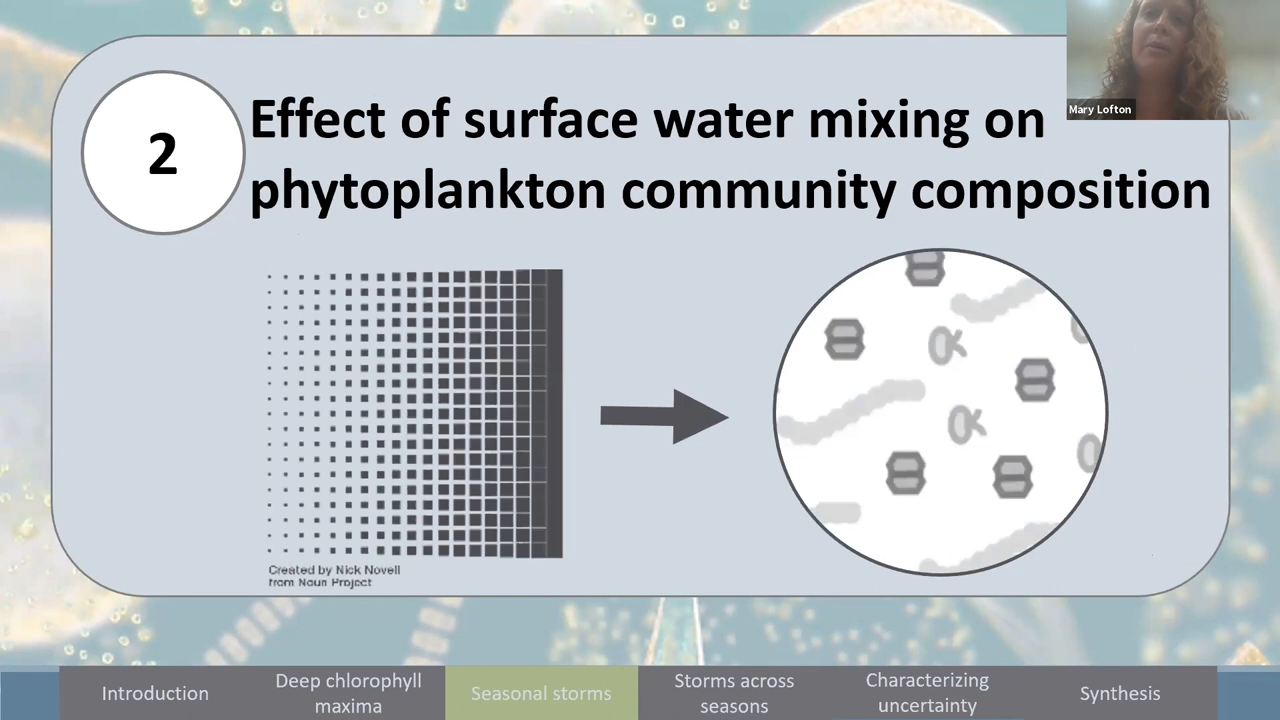 Mary Lofton
2
Effect of surface water mixing on
phytoplankton community composition
Created by Nick Novell
from Noun Project
Introduction
Deep chlorophyll
maxima
Seasonal storms
Storms across
seasons
Characterizing
uncertainty
Synthesis